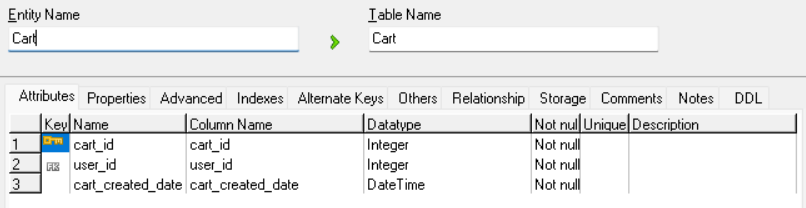 Entity Name Table Name
Cart Cart
Attributes Properties Advanced Indexes Alternate Keys Others Relationship Storage Comments Notes DDL
Key Name Column Name Datatype Not nul Unique Description
1 cart_id cart_id Integer Not null
2 FK user_id user_id Integer Not null
3 cart_created_date cart_created_date DateTime Not null